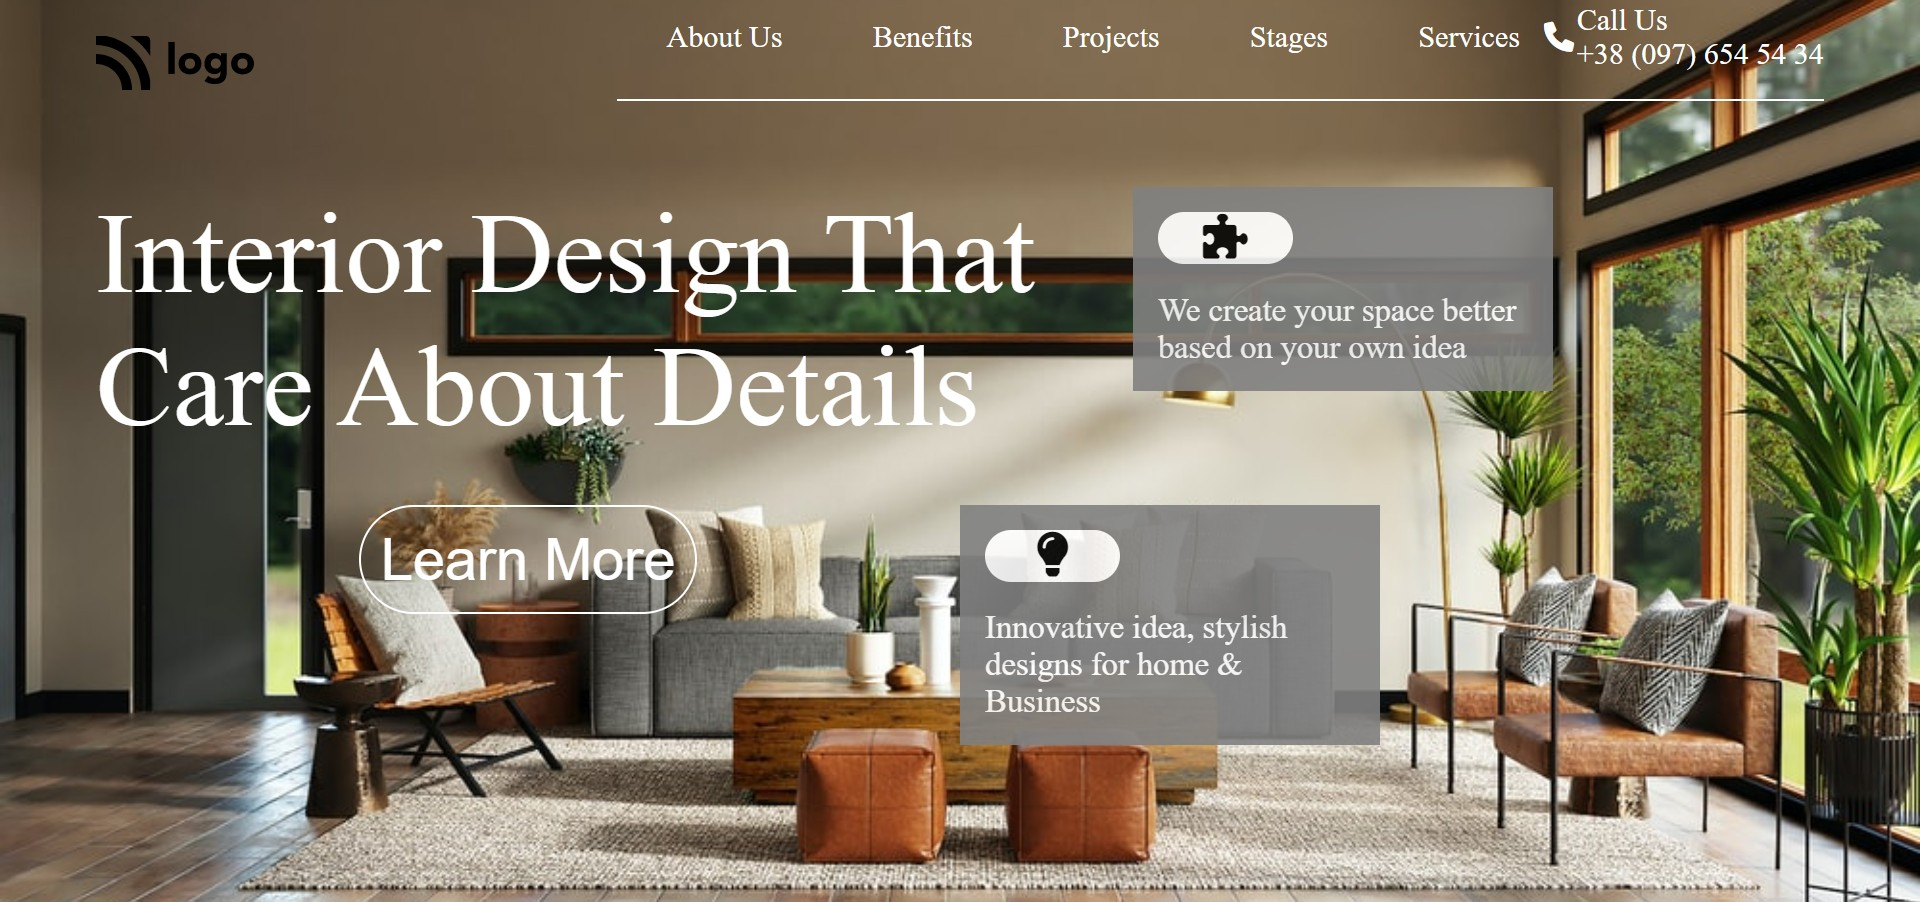 logo
About Us
Benefits
Projects
Stages
Services
Call Us
+38 (097) 654 54 34
Interior Design That
Care About Details
Learn More
We create your space better
based on your own idea
Innovative idea, stylish
designs for home &
Business